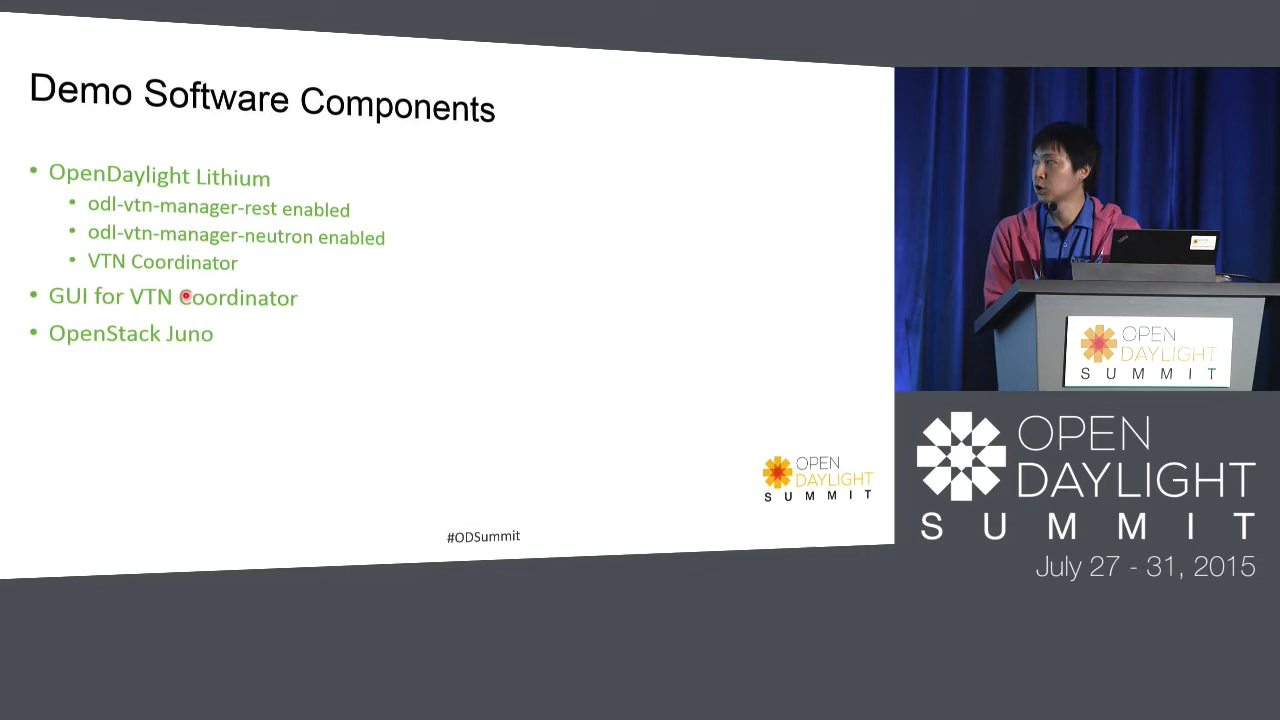 Demo Software Components
• OpenDaylight Lithium
• odl-vtn-manager-rest enabled
• odl-vtn-manager-neutron enabled
• VTN Coordinator
• GUI for VTN Coordinator
• OpenStack Juno
OPEN
DAYLIGHT
SUMMIT
#ODSummit
OPEN
DAYLIGHT
SUMMIT
OPEN
DAYLIGHT
SUMMIT
July 27 - 31, 2015